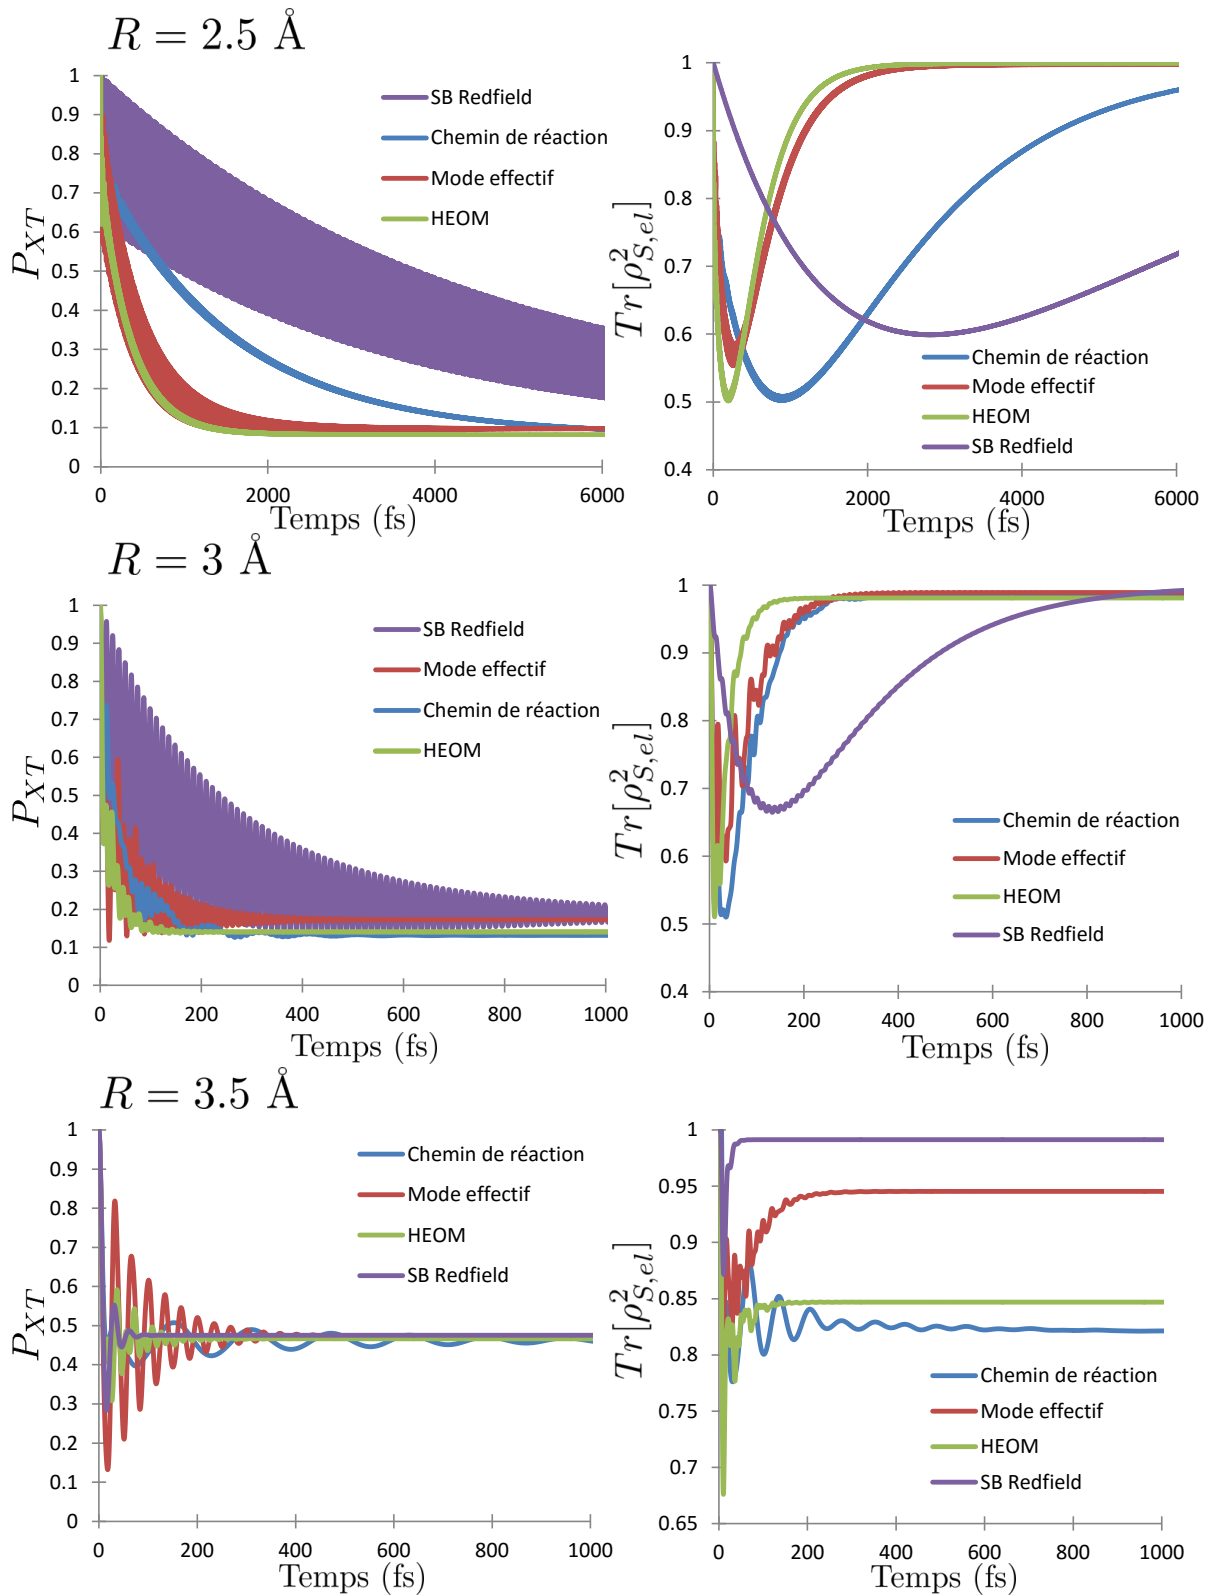 R = 2.5 Å
1
0.9
0.8
0.7
0.6
0.5
0.4
0.3
0.2
0.1
0
P_{XT}
SB Redfield
Chemin de réaction
Mode effectif
HEOM
0 2000 4000 6000
Temps (fs)
1
0.9
0.8
0.7
0.6
0.5
0.4
Tr[ρ²_{S,el}]
Chemin de réaction
Mode effectif
HEOM
SB Redfield
0 2000 4000 6000
Temps (fs)
R = 3 Å
1
0.9
0.8
0.7
0.6
0.5
0.4
0.3
0.2
0.1
0
P_{XT}
SB Redfield
Mode effectif
Chemin de réaction
HEOM
0 200 400 600 800 1000
Temps (fs)
1
0.9
0.8
0.7
0.6
0.5
0.4
Tr[ρ²_{S,el}]
Chemin de réaction
Mode effectif
HEOM
SB Redfield
0 200 400 600 800 1000
Temps (fs)
R = 3.5 Å
1
0.9
0.8
0.7
0.6
0.5
0.4
0.3
0.2
0.1
0
P_{XT}
Chemin de réaction
Mode effectif
HEOM
SB Redfield
0 200 400 600 800 1000
Temps (fs)
1
0.95
0.9
0.85
0.8
0.75
0.7
0.65
Tr[ρ²_{S,el}]
Chemin de réaction
Mode effectif
HEOM
SB Redfield
0 200 400 600 800 1000
Temps (fs)